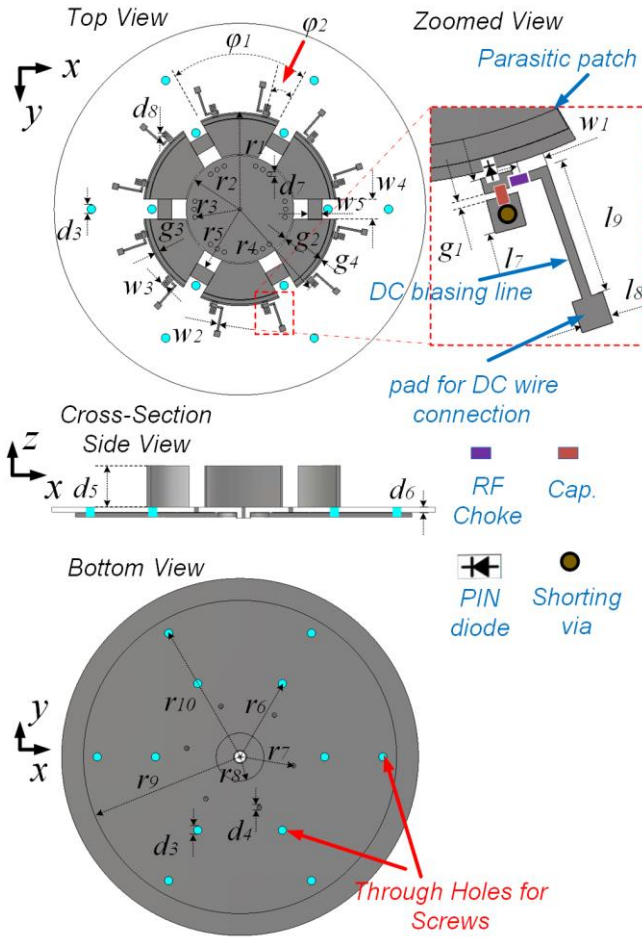 Top View
Zoomed View
φ1
φ2
x
y
Parasitic patch
d8
r1
d7
w1
r2
w4
w5
d3
r3
l9
r5
r4
g2
g3
g4
g1
l7
w3
w2
l8
DC biasing line
pad for DC wire
connection
Cross-Section
Side View
z
x
d5
d6
RF
Choke
Cap.
PIN
diode
Shorting
via
Bottom View
r10
r6
y
x
r7
r8
r9
d3
d4
Through Holes for
Screws